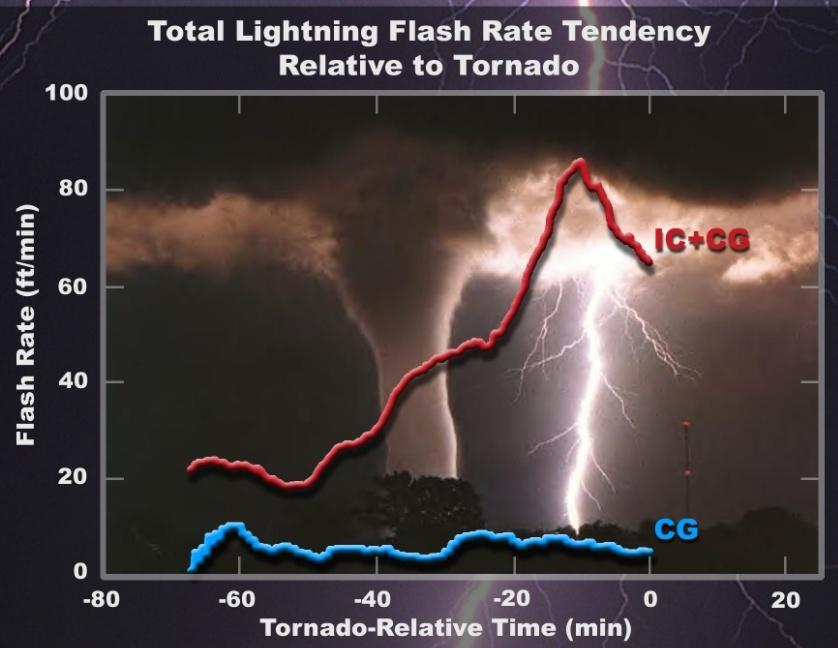 Total Lightning Flash Rate Tendency
Relative to Tornado
100
80
60
40
20
0
Flash Rate (ft/min)
IC+CG
CG
-80 -60 -40 -20 0 20
Tornado-Relative Time (min)